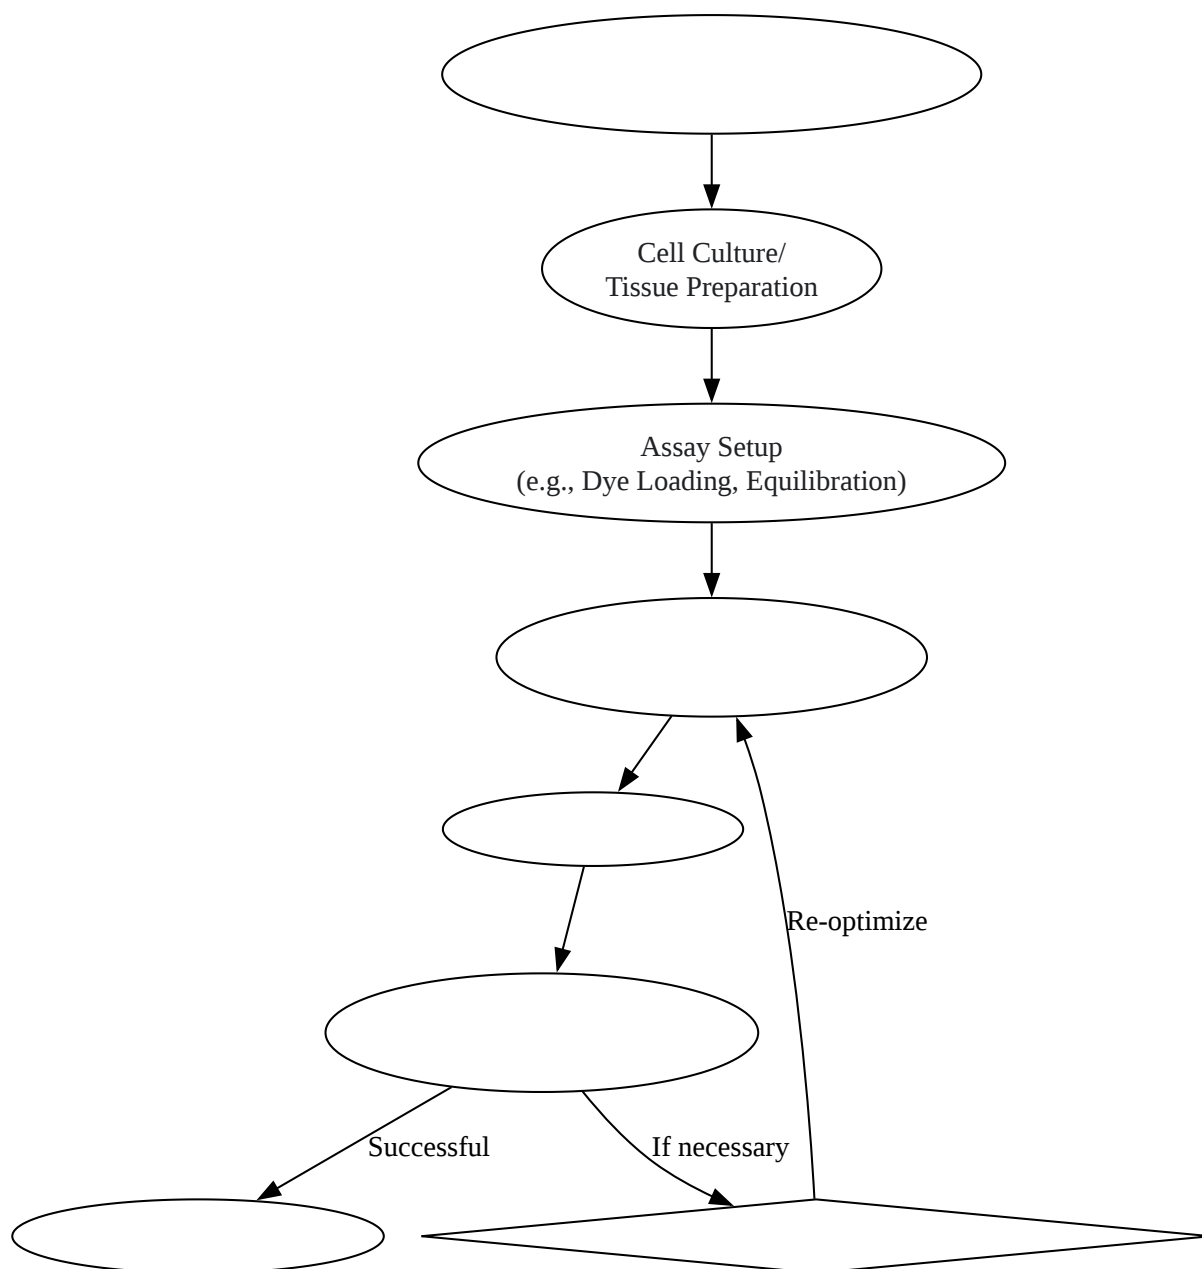 Cell Culture/
Tissue Preparation
Assay Setup
(e.g., Dye Loading, Equilibration)
Re-optimize
Successful
If necessary